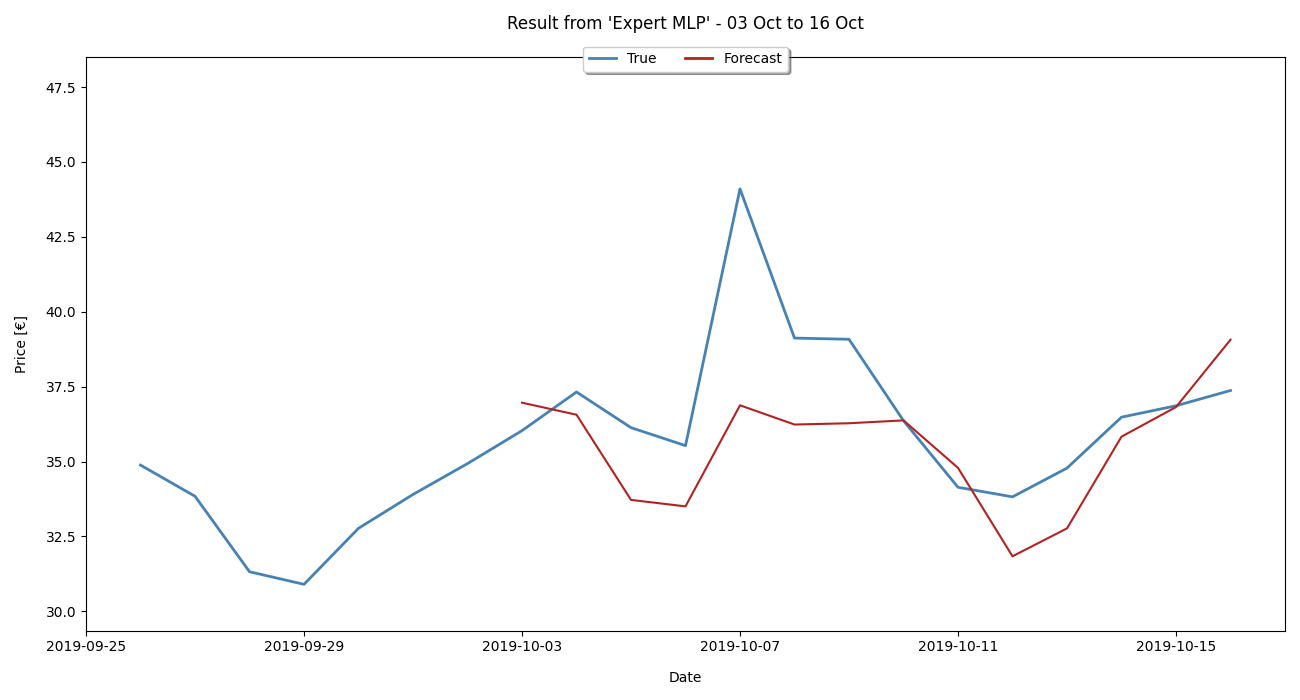 Result from 'Expert MLP' - 03 Oct to 16 Oct
True Forecast
47.5
45.0
42.5
40.0
37.5
35.0
32.5
30.0
Price [€]
2019-09-25 2019-09-29 2019-10-03 2019-10-07 2019-10-11 2019-10-15
Date